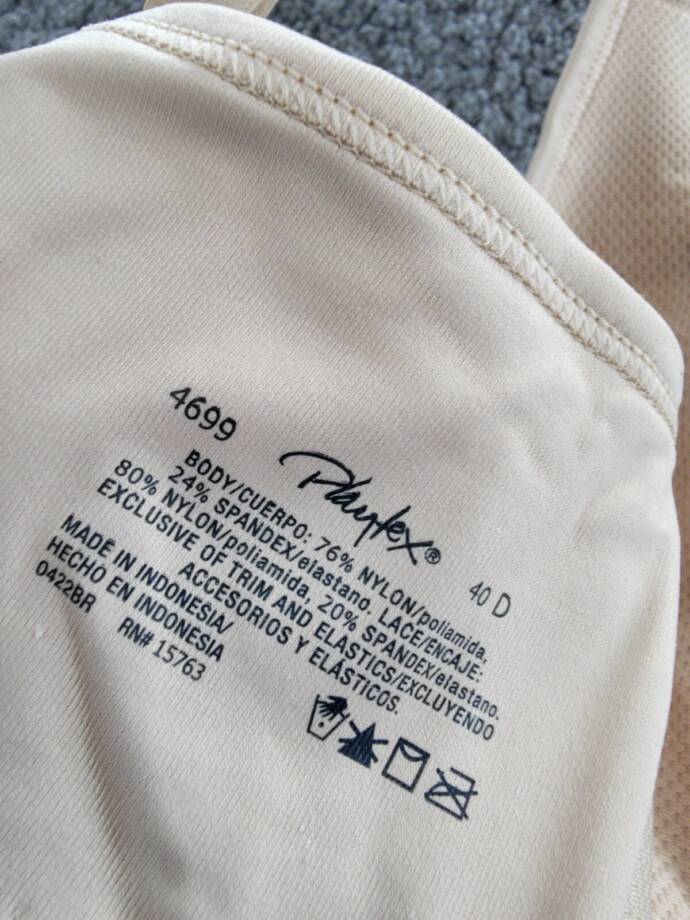 4699
Playtex®
40 D
BODY/CUERPO: 76% NYLON/poliamida,
24% SPANDEX/elastano. LACE/ENCAJE:
80% NYLON/poliamida, 20% SPANDEX/elastano.
EXCLUSIVE OF TRIM AND ELASTICS/EXCLUYENDO
ACCESORIOS Y ELÁSTICOS.
MADE IN INDONESIA/
HECHO EN INDONESIA
0422BR
RN# 15763